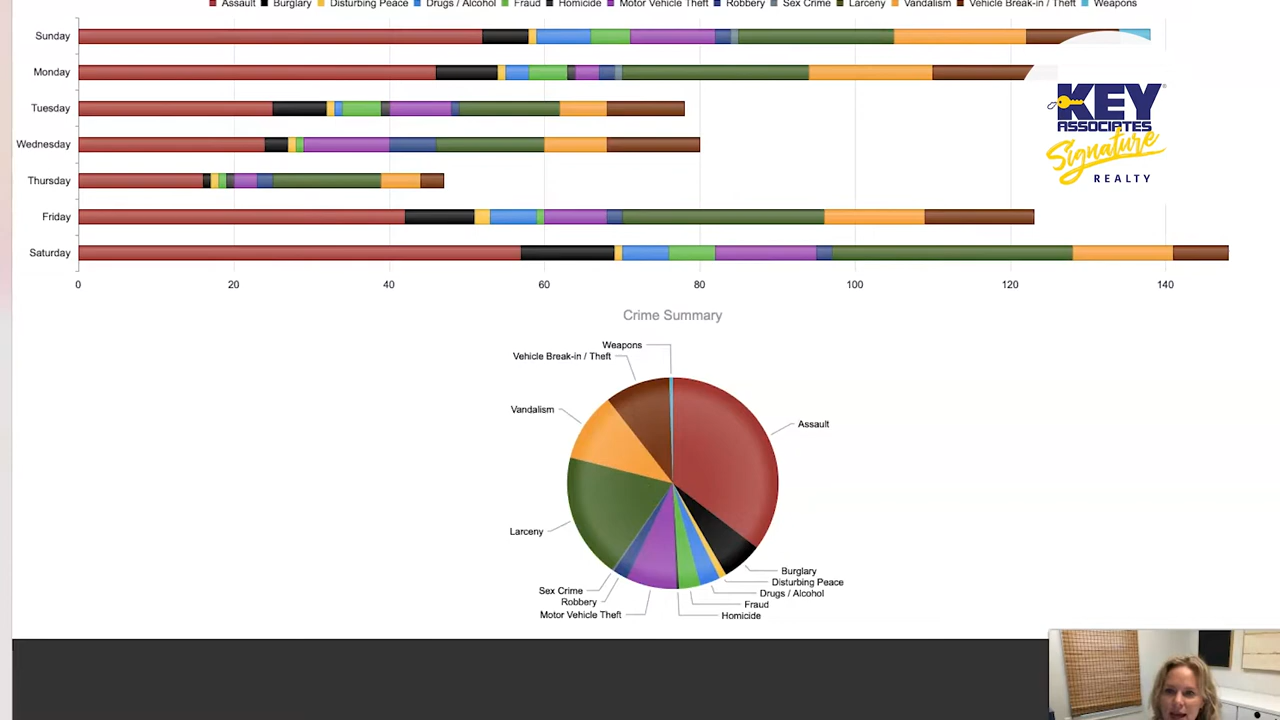 Assault Burglary Disturbing Peace Drugs / Alcohol Fraud Homicide Motor Vehicle Theft Robbery Sex Crime Larceny Vandalism Vehicle Break-in / Theft Weapons
Sunday
Monday
Tuesday
Wednesday
Thursday
Friday
Saturday
0 20 40 60 80 100 120 140
KEY
ASSOCIATES
Signature
REALTY
Crime Summary
Weapons
Vehicle Break-in / Theft
Vandalism
Assault
Larceny
Burglary
Disturbing Peace
Sex Crime
Drugs / Alcohol
Robbery
Fraud
Motor Vehicle Theft
Homicide